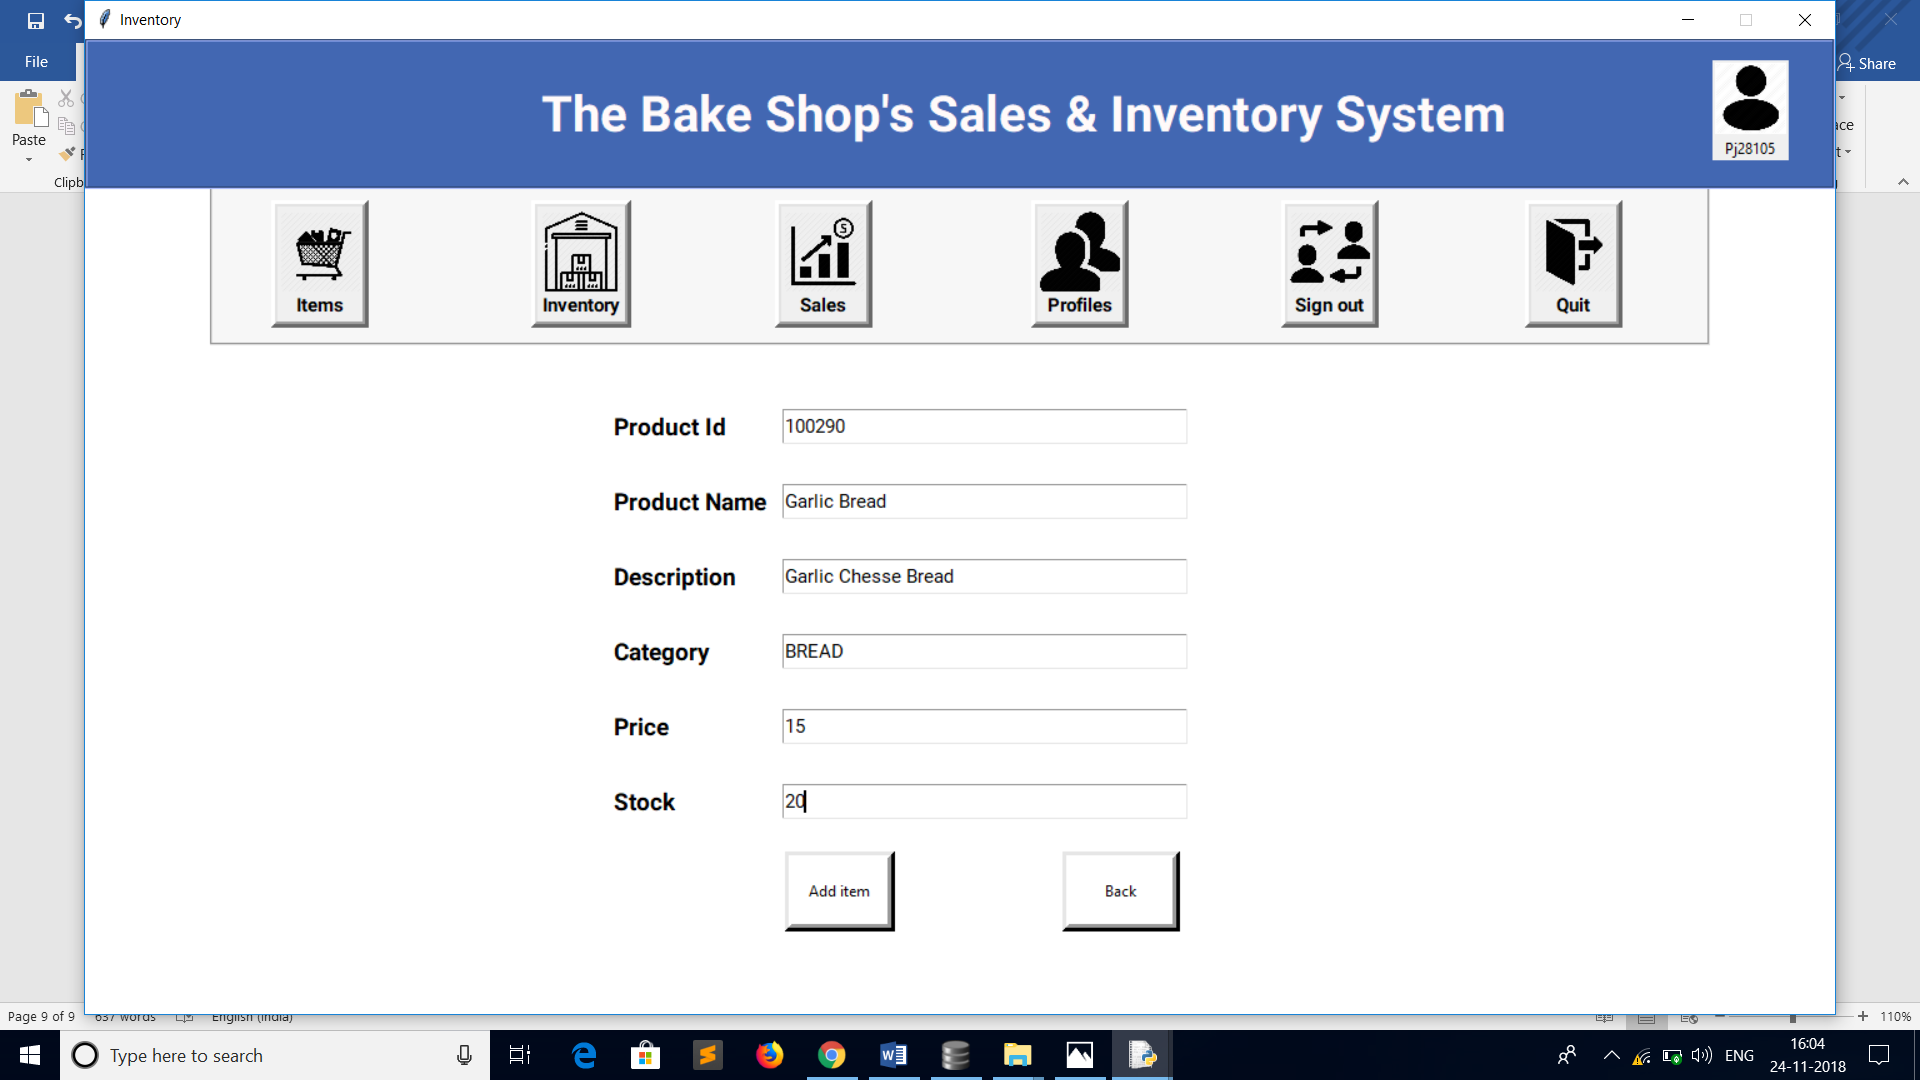 Inventory
File
Share
The Bake Shop's Sales & Inventory System
Pj28105
Paste
Items
Inventory
Sales
Profiles
Sign out
Quit
Product Id
100290
Product Name
Garlic Bread
Description
Garlic Chesse Bread
Category
BREAD
Price
15
Stock
20
Add item
Back
Page 9 of 9
637 words
English (India)
110%
Type here to search
ENG
16:04
24-11-2018